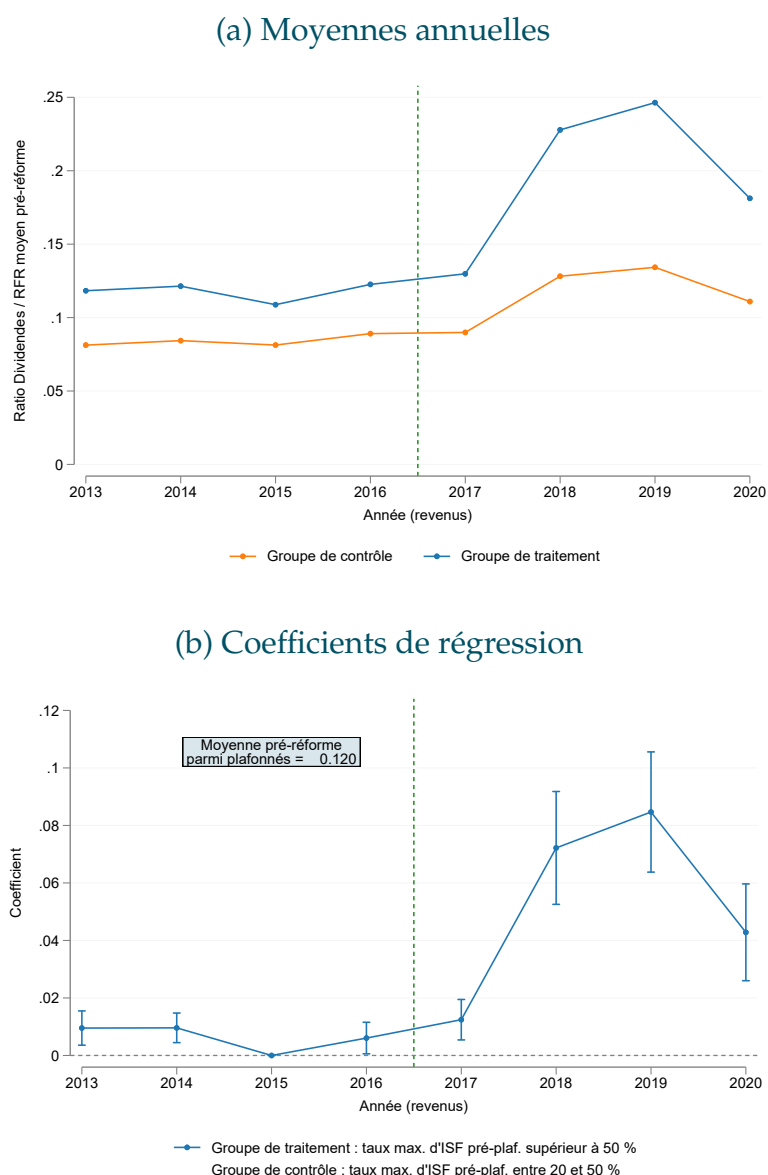 (a) Moyennes annuelles
Ratio Dividendes / RFR moyen pré-réforme
.25
.2
.15
.1
.05
0
2013 2014 2015 2016 2017 2018 2019 2020
Année (revenus)
Groupe de contrôle Groupe de traitement
(b) Coefficients de régression
Coefficient
.12
.1
.08
.06
.04
.02
0
Moyenne pré-réforme
parmi plafonnés = 0.120
2013 2014 2015 2016 2017 2018 2019 2020
Année (revenus)
Groupe de traitement : taux max. d'ISF pré-plaf. supérieur à 50 %
Groupe de contrôle : taux max. d'ISF pré-plaf. entre 20 et 50 %